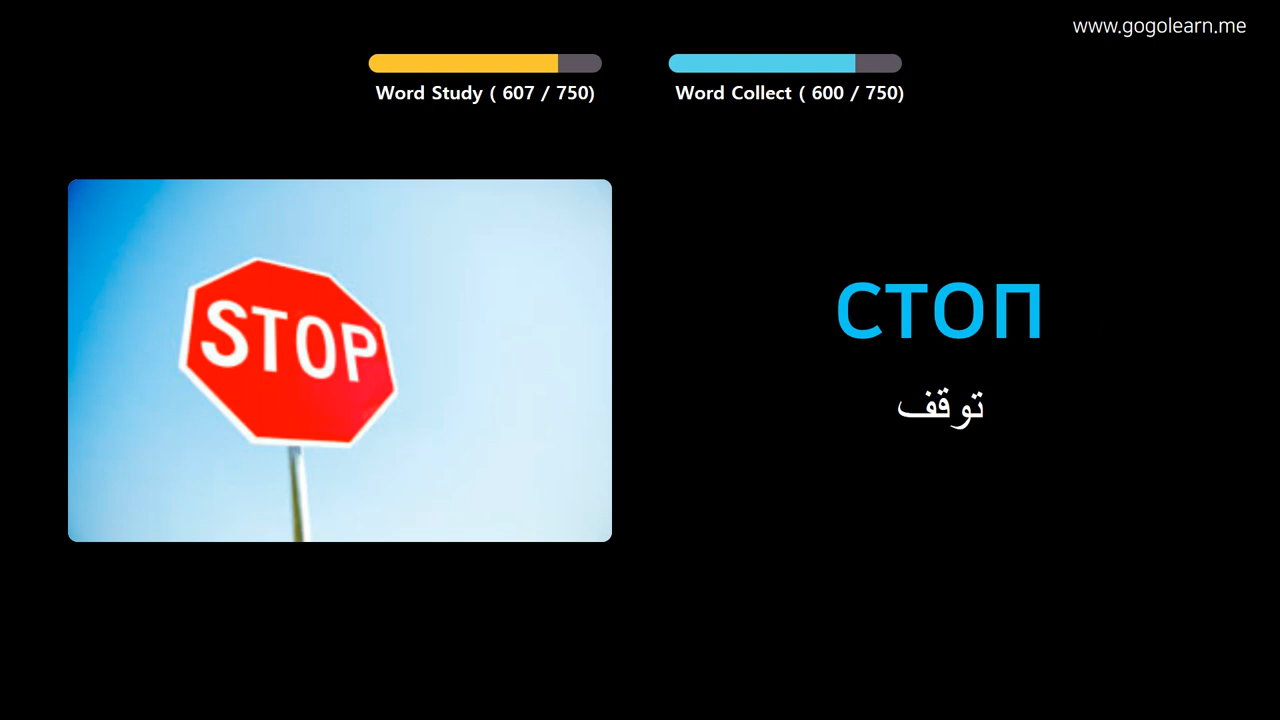 www.gogolearn.me
Word Study ( 607 / 750)
Word Collect ( 600 / 750)
STOP
стоп
توقف